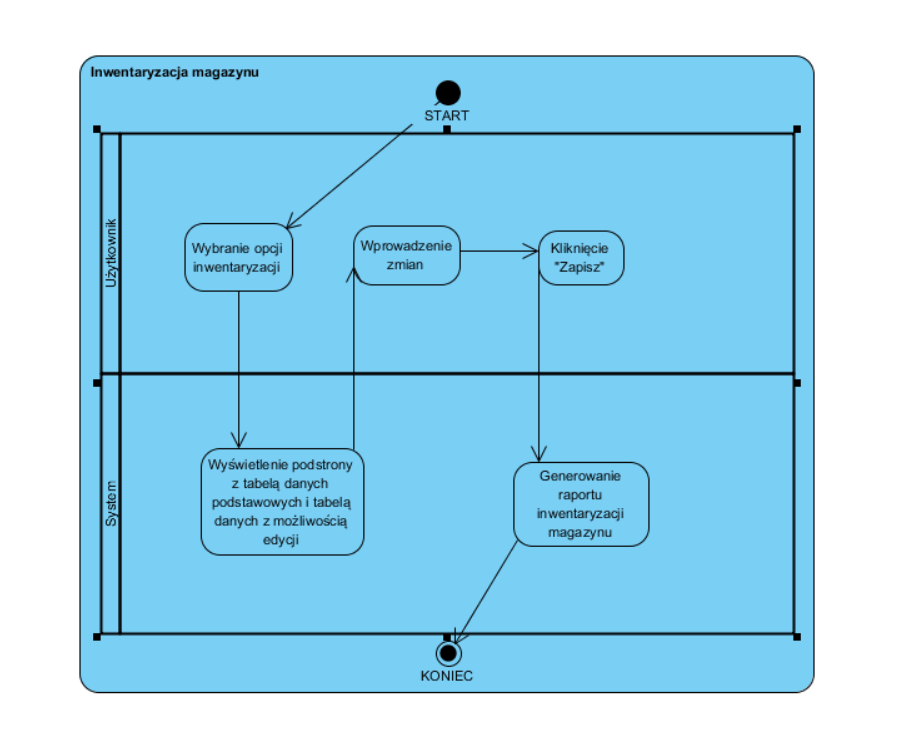 Inwentaryzacja magazynu
START
Użytkownik
Wybranie opcji
inwentaryzacji
Wprowadzenie
zmian
Kliknięcie
"Zapisz"
System
Wyświetlenie podstrony
z tabelą danych
podstawowych i tabelą
danych z możliwością
edycji
Generowanie
raportu
inwentaryzacji
magazynu
KONIEC